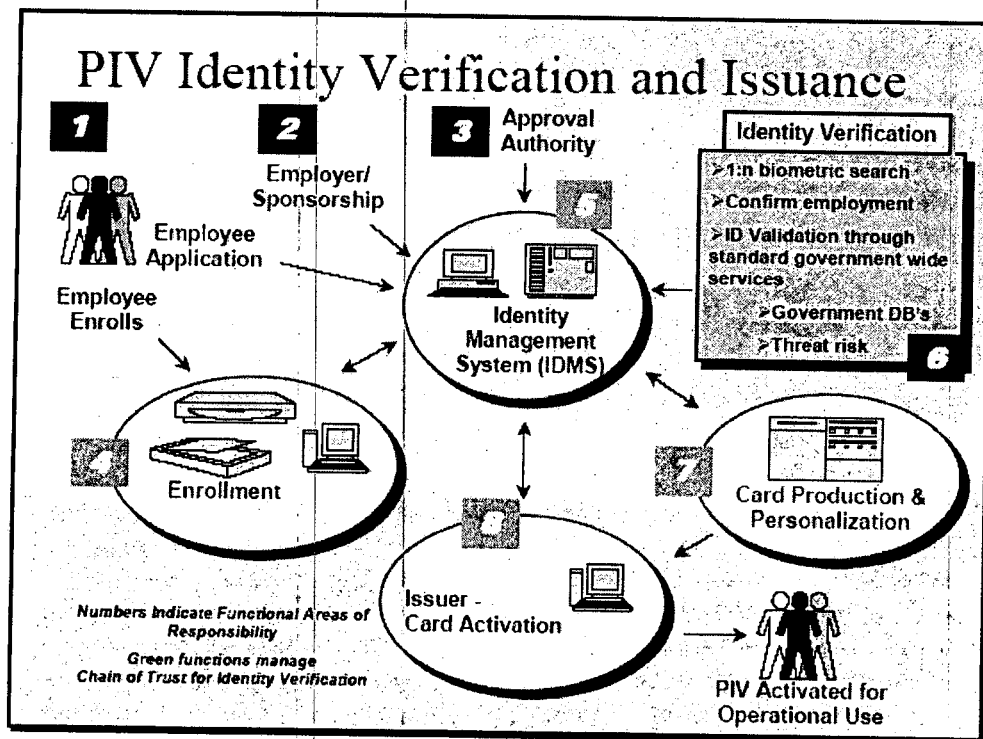 PIV Identity Verification and Issuance
1
2
3
Approval
Authority
Employer/
Sponsorship
Employee
Application
Employee
Enrolls
5
Identity
Management
System (IDMS)
Identity Verification
➢1:n biometric search
➢Confirm employment
➢ID Validation through
standard government wide
services
➢Government DB's
➢Threat risk
6
4
Enrollment
7
Card Production &
Personalization
8
Issuer -
Card Activation
Numbers Indicate Functional Areas of
Responsibility
Green functions manage
Chain of Trust for Identity Verification
PIV Activated for
Operational Use